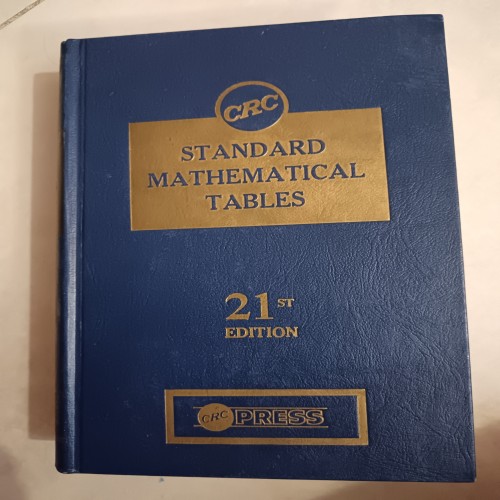 CRC
STANDARD
MATHEMATICAL
TABLES
21ST
EDITION
CRC PRESS